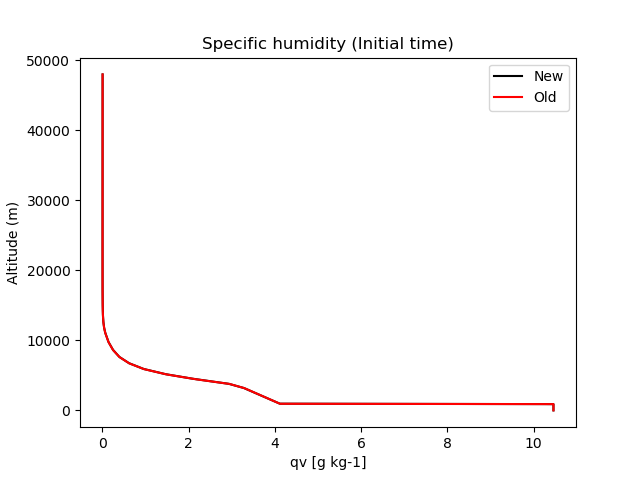 Specific humidity (Initial time)
New
Old
50000
40000
30000
20000
10000
0
Altitude (m)
0 2 4 6 8 10
qv [g kg-1]